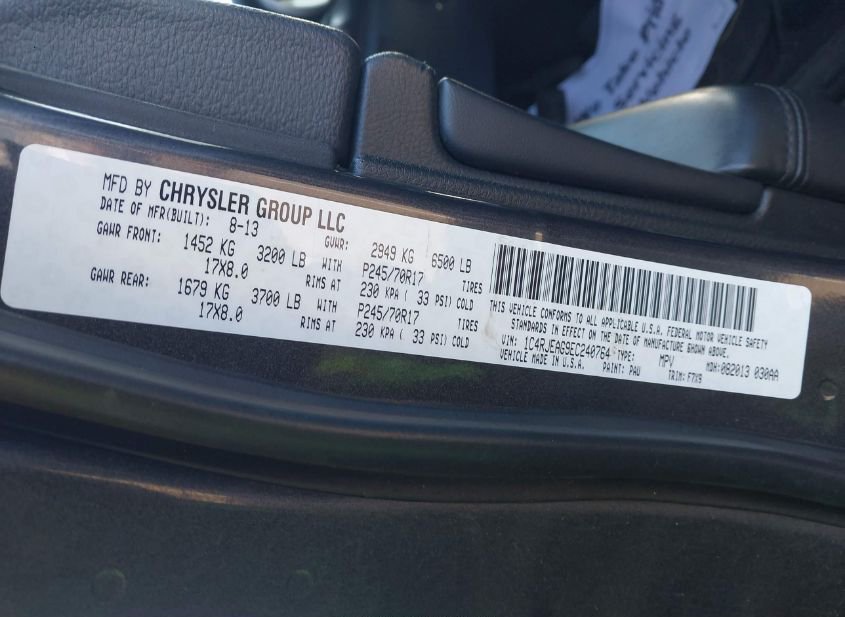 Take
Servicing
Vehicle
MFD BY CHRYSLER GROUP LLC
DATE OF MFR(BUILT): 8-13 GVWR: 2949 KG 6500 LB
GAWR FRONT: 1452 KG 3200 LB WITH P245/70R17 TIRES
17X8.0 RIMS AT 230 KPA ( 33 PSI) COLD
GAWR REAR: 1679 KG 3700 LB WITH P245/70R17 TIRES
17X8.0 RIMS AT 230 KPA ( 33 PSI) COLD
THIS VEHICLE CONFORMS TO ALL APPLICABLE U.S.A. FEDERAL MOTOR VEHICLE SAFETY
STANDARDS IN EFFECT ON THE DATE OF MANUFACTURE SHOWN ABOVE.
VIN: 1C4RJEAG9EC240764 TYPE: MPV MDH:082013 030AA
VEHICLE MADE IN U.S.A. PAINT: PAU TRIM: F7X9